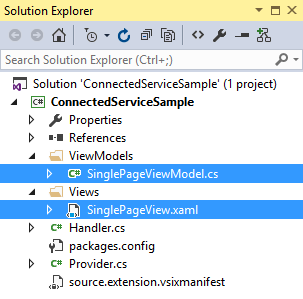 Solution Explorer
Search Solution Explorer (Ctrl+;)
Solution 'ConnectedServiceSample' (1 project)
C# ConnectedServiceSample
Properties
References
ViewModels
C# SinglePageViewModel.cs
Views
SinglePageView.xaml
C# Handler.cs
packages.config
C# Provider.cs
source.extension.vsixmanifest